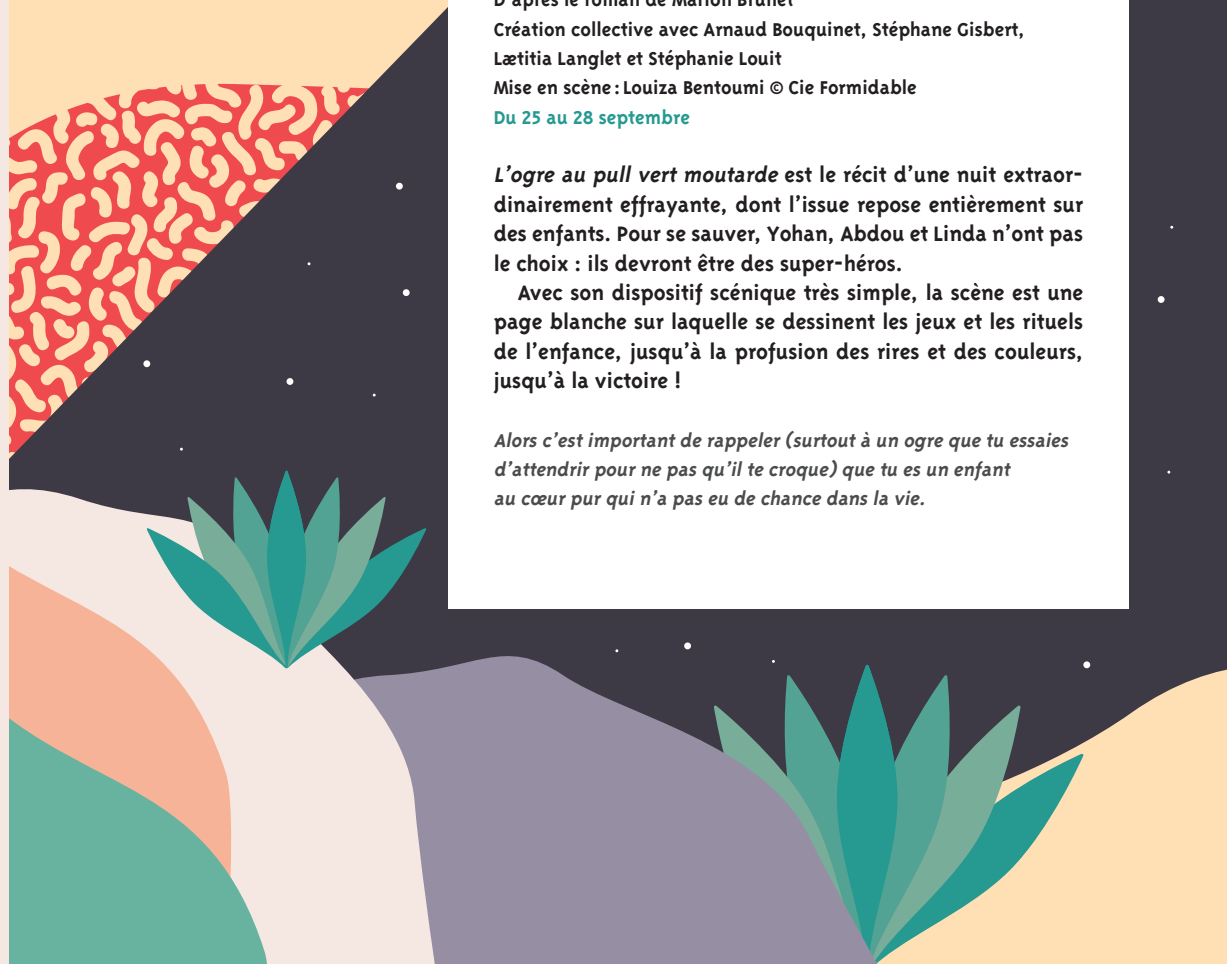 D'après le roman de Marion Brunet
Création collective avec Arnaud Bouquinet, Stéphane Gisbert,
Lætitia Langlet et Stéphanie Louit
Mise en scène : Louiza Bentoumi © Cie Formidable
Du 25 au 28 septembre
L'ogre au pull vert moutarde est le récit d'une nuit extraor-
dinairement effrayante, dont l'issue repose entièrement sur
des enfants. Pour se sauver, Yohan, Abdou et Linda n'ont pas
le choix : ils devront être des super-héros.
Avec son dispositif scénique très simple, la scène est une
page blanche sur laquelle se dessinent les jeux et les rituels
de l'enfance, jusqu'à la profusion des rires et des couleurs,
jusqu'à la victoire !
Alors c'est important de rappeler (surtout à un ogre que tu essaies
d'attendrir pour ne pas qu'il te croque) que tu es un enfant
au cœur pur qui n'a pas eu de chance dans la vie.